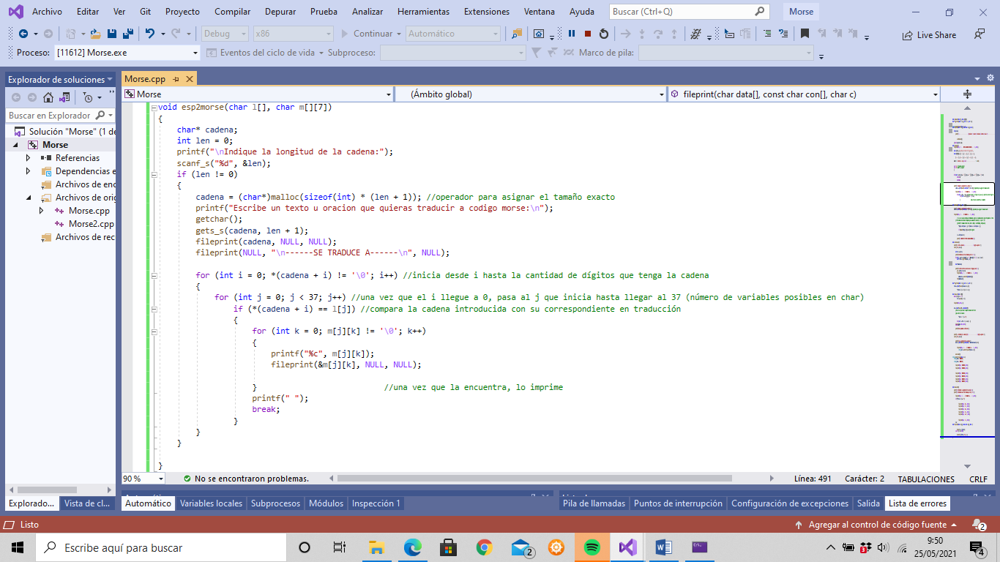 Archivo Editar Ver Git Proyecto Compilar Depurar Prueba Analizar Herramientas Extensiones Ventana Ayuda Buscar (Ctrl+Q) Morse
Debug x86 Continuar Automático Live Share
Proceso: [11612] Morse.exe Eventos del ciclo de vida Subproceso: Marco de pila:
Explorador de soluciones
Buscar en Explorador
Solución "Morse" (1 de
Morse
Referencias
Dependencias e
Archivos de enc
Archivos de orig
Morse.cpp
Morse2.cpp
Archivos de rec
Explorado... Vista de cl...
Morse.cpp
Morse (Ámbito global) fileprint(char data[], const char con[], char c)
void esp2morse(char l[], char m[][7])
{
char* cadena;
int len = 0;
printf("\nIndique la longitud de la cadena:");
scanf_s("%d", &len);
if (len != 0)
{
cadena = (char*)malloc(sizeof(int) * (len + 1)); //operador para asignar el tamaño exacto
printf("Escribe un texto u oracion que quieras traducir a codigo morse:\n");
getchar();
gets_s(cadena, len + 1);
fileprint(cadena, NULL, NULL);
fileprint(NULL, "\n------SE TRADUCE A------\n", NULL);
for (int i = 0; *(cadena + i) != '\0'; i++) //inicia desde i hasta la cantidad de dígitos que tenga la cadena
{
for (int j = 0; j < 37; j++) //una vez que el i llegue a 0, pasa al j que inicia hasta llegar al 37 (número de variables posibles en char)
if (*(cadena + i) == l[j]) //compara la cadena introducida con su correspondiente en traducción
{
for (int k = 0; m[j][k] != '\0'; k++)
{
printf("%c", m[j][k]);
fileprint(&m[j][k], NULL, NULL);
} //una vez que la encuentra, lo imprime
printf(" ");
break;
}
}
}
}
90 % No se encontraron problemas. Línea: 491 Carácter: 2 TABULACIONES CRLF
Automático Variables locales Subprocesos Módulos Inspección 1 Pila de llamadas Puntos de interrupción Configuración de excepciones Salida Lista de errores
Listo Agregar al control de código fuente 2
Escribe aquí para buscar 2 3 9:50
25/05/2021 4